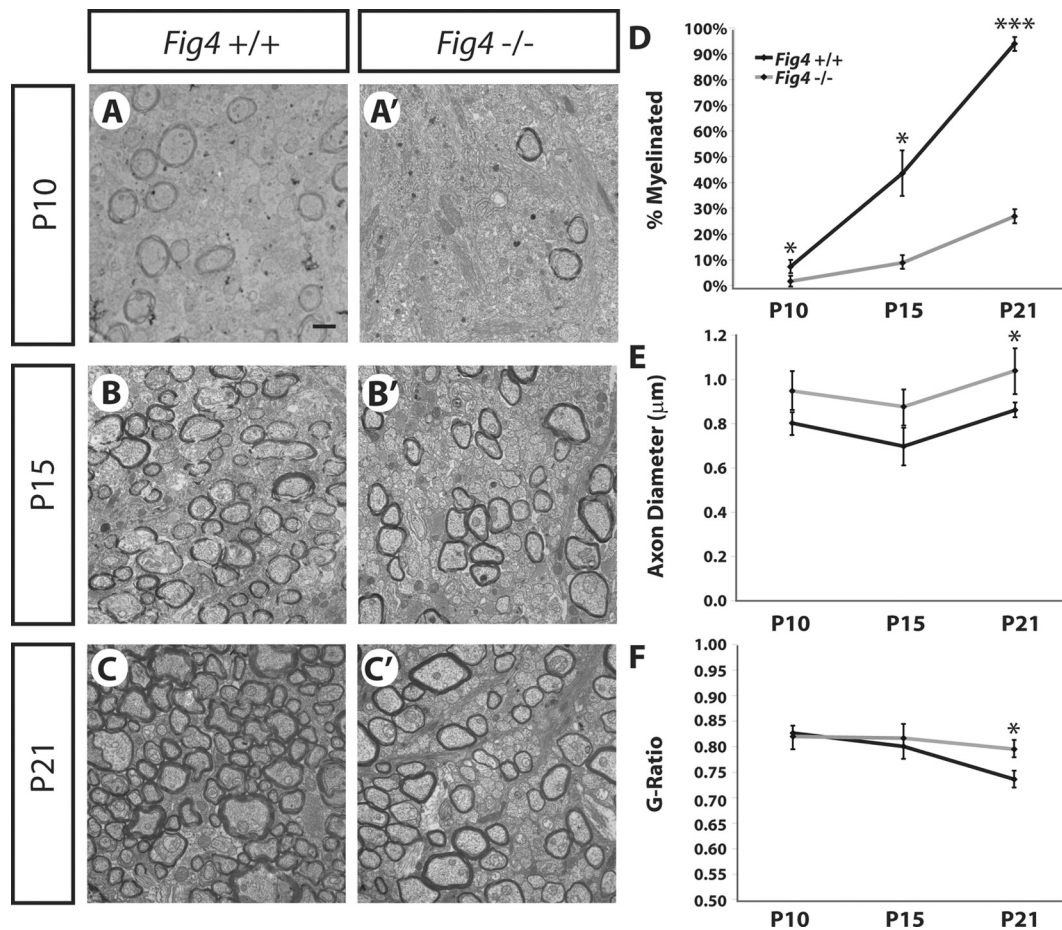 Fig4 +/+
Fig4 -/-
P10
P15
P21
A
A′
B
B′
C
C′
D
% Myelinated
100%
90%
80%
70%
60%
50%
40%
30%
20%
10%
0%
Fig4 +/+
Fig4 -/-
*
*
***
P10 P15 P21
E
Axon Diameter (μm)
1.2
1.0
0.8
0.6
0.4
0.2
0.0
*
P10 P15 P21
F
G-Ratio
1.00
0.95
0.90
0.85
0.80
0.75
0.70
0.65
0.60
0.55
0.50
*
P10 P15 P21